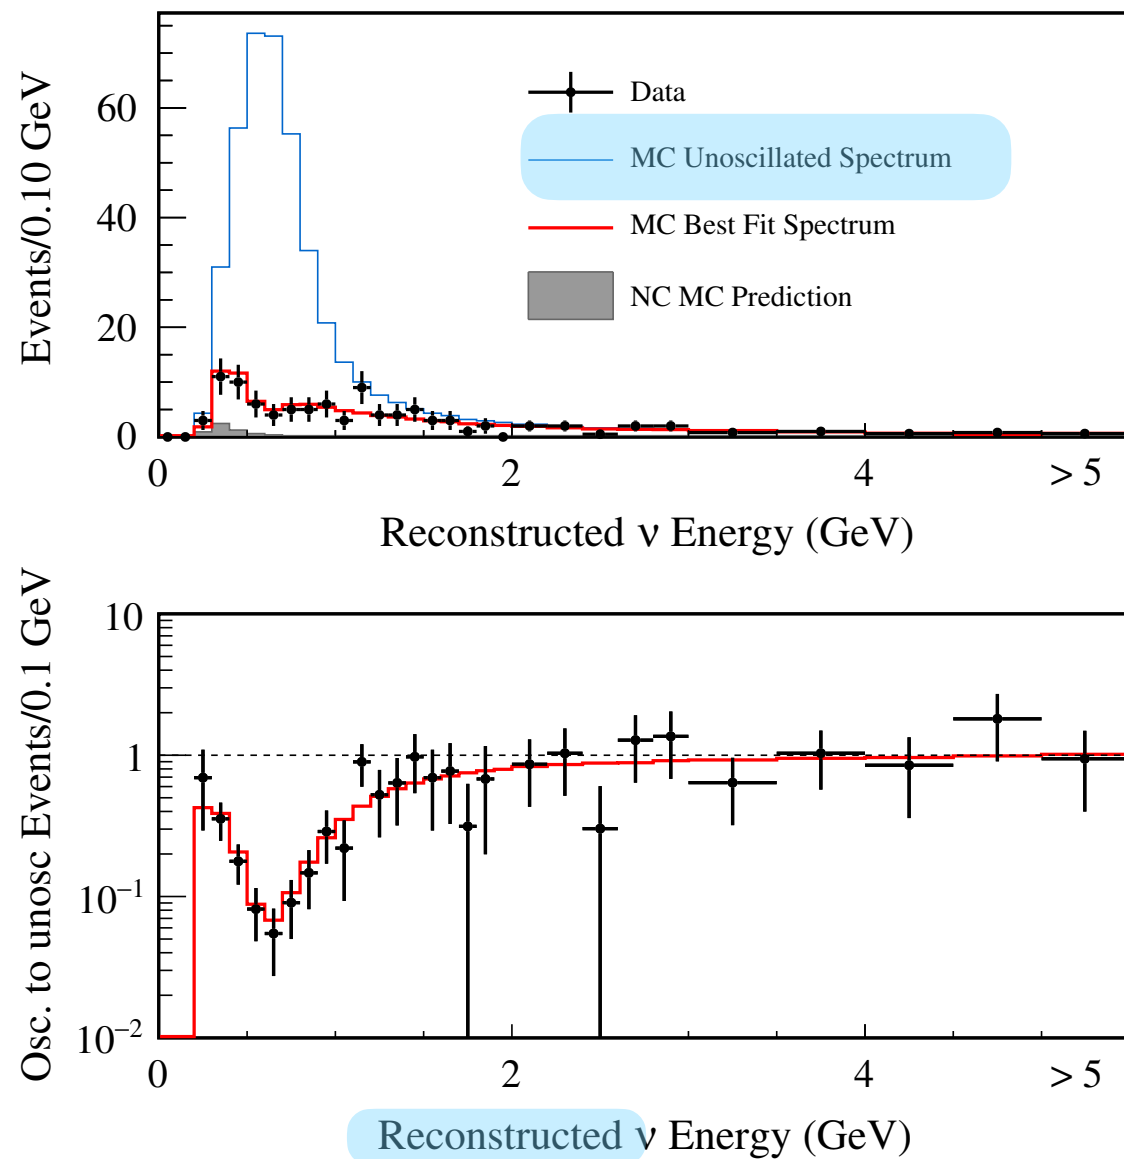 Events/0.10 GeV
60
40
20
0
Data
MC Unoscillated Spectrum
MC Best Fit Spectrum
NC MC Prediction
0 2 4 > 5
Reconstructed ν Energy (GeV)
Osc. to unosc Events/0.1 GeV
10
1
10⁻¹
10⁻²
0 2 4 > 5
Reconstructed ν Energy (GeV)